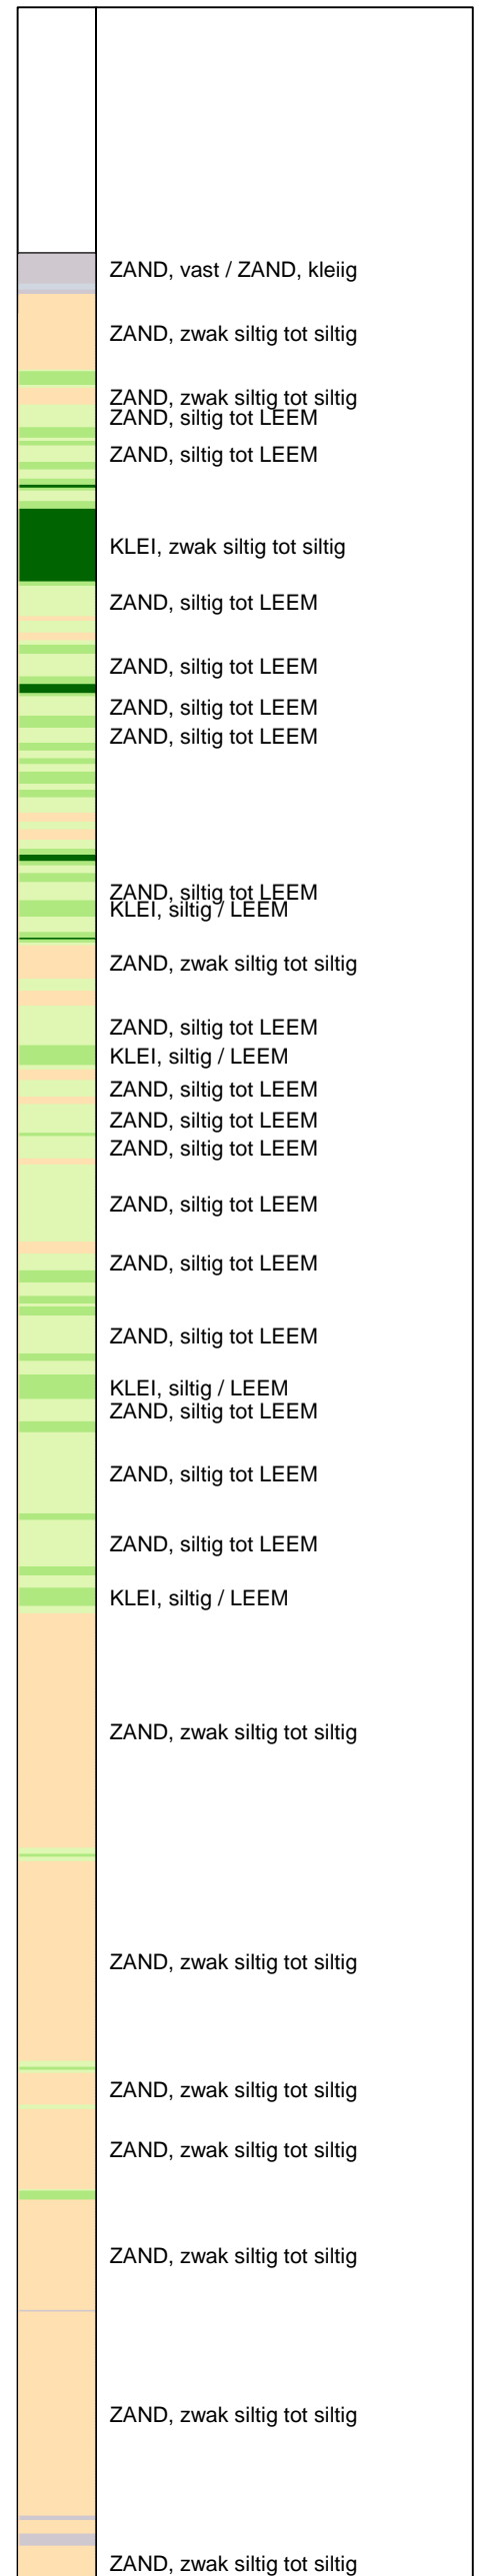 ZAND, vast / ZAND, kleiig
ZAND, zwak siltig tot siltig
ZAND, zwak siltig tot siltig
ZAND, siltig tot LEEM
ZAND, siltig tot LEEM
KLEI, zwak siltig tot siltig
ZAND, siltig tot LEEM
ZAND, siltig tot LEEM
ZAND, siltig tot LEEM
ZAND, siltig tot LEEM
ZAND, siltig tot LEEM
KLEI, siltig / LEEM
ZAND, zwak siltig tot siltig
ZAND, siltig tot LEEM
KLEI, siltig / LEEM
ZAND, siltig tot LEEM
ZAND, siltig tot LEEM
ZAND, siltig tot LEEM
ZAND, siltig tot LEEM
ZAND, siltig tot LEEM
ZAND, siltig tot LEEM
KLEI, siltig / LEEM
ZAND, siltig tot LEEM
ZAND, siltig tot LEEM
ZAND, siltig tot LEEM
KLEI, siltig / LEEM
ZAND, zwak siltig tot siltig
ZAND, zwak siltig tot siltig
ZAND, zwak siltig tot siltig
ZAND, zwak siltig tot siltig
ZAND, zwak siltig tot siltig
ZAND, zwak siltig tot siltig
ZAND, zwak siltig tot siltig